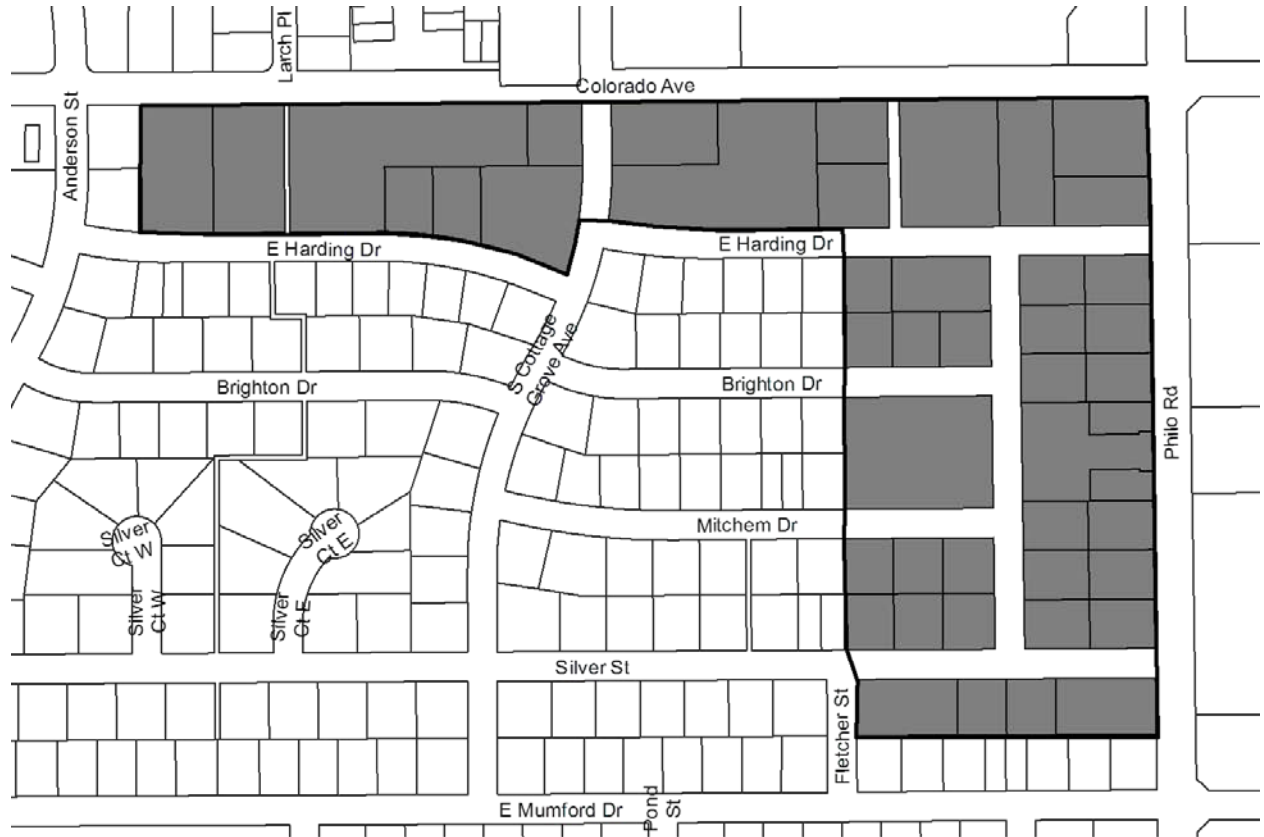 Larch Pl
Colorado Ave
Anderson St
E Harding Dr
E Harding Dr
S Cottage
Grove Ave
Brighton Dr
Brighton Dr
Philo Rd
Silver
Ct W
Silver
Ct E
Mitchem Dr
Silver
Ct W
Silver
Ct E
Silver St
Fletcher St
E Mumford Dr
Pond
St